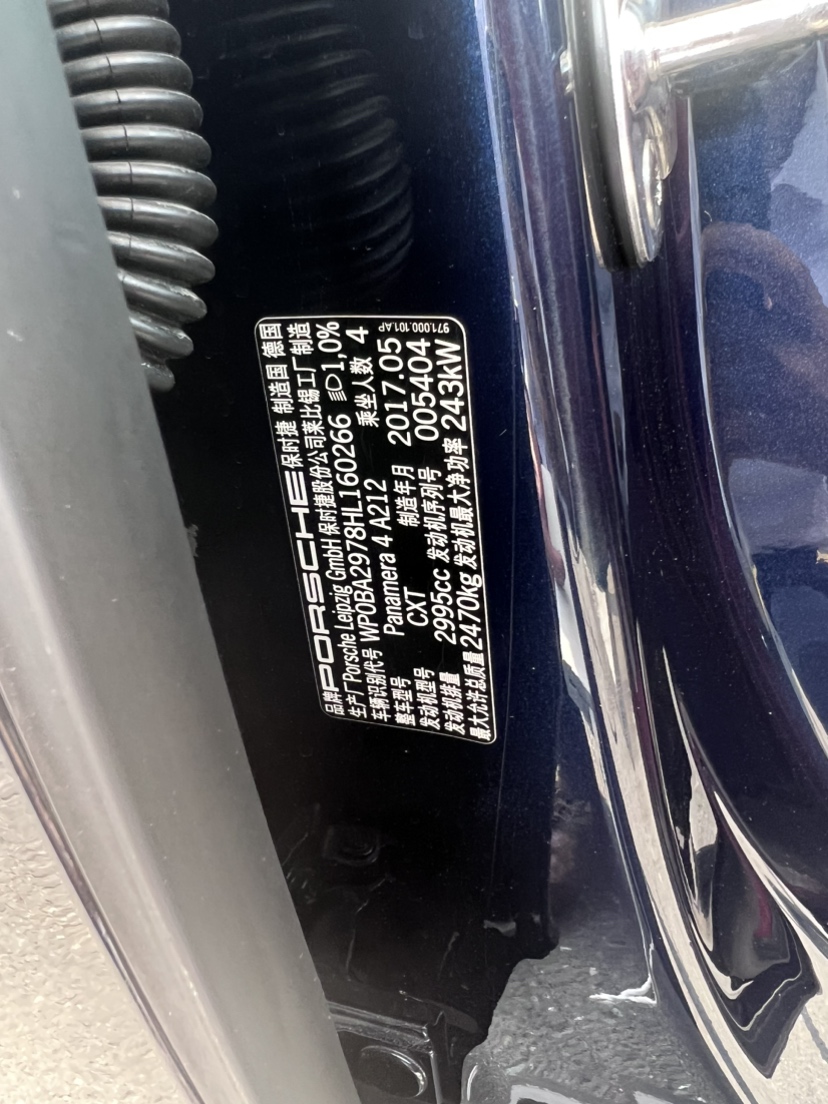 品牌 PORSCHE 保时捷 制造国 德国
生产厂 Porsche Leipzig GmbH 保时捷股份公司莱比锡工厂制造
车辆识别代号 WP0BA2978HL160266 1,0%
整车型号 Panamera 4 A212 乘坐人数 4
发动机型号 CXT 制造年月 2017.05
发动机排量 2995cc 发动机序列号 005404
最大允许总质量 2470kg 发动机最大净功率 243kW
971.000.101.AP